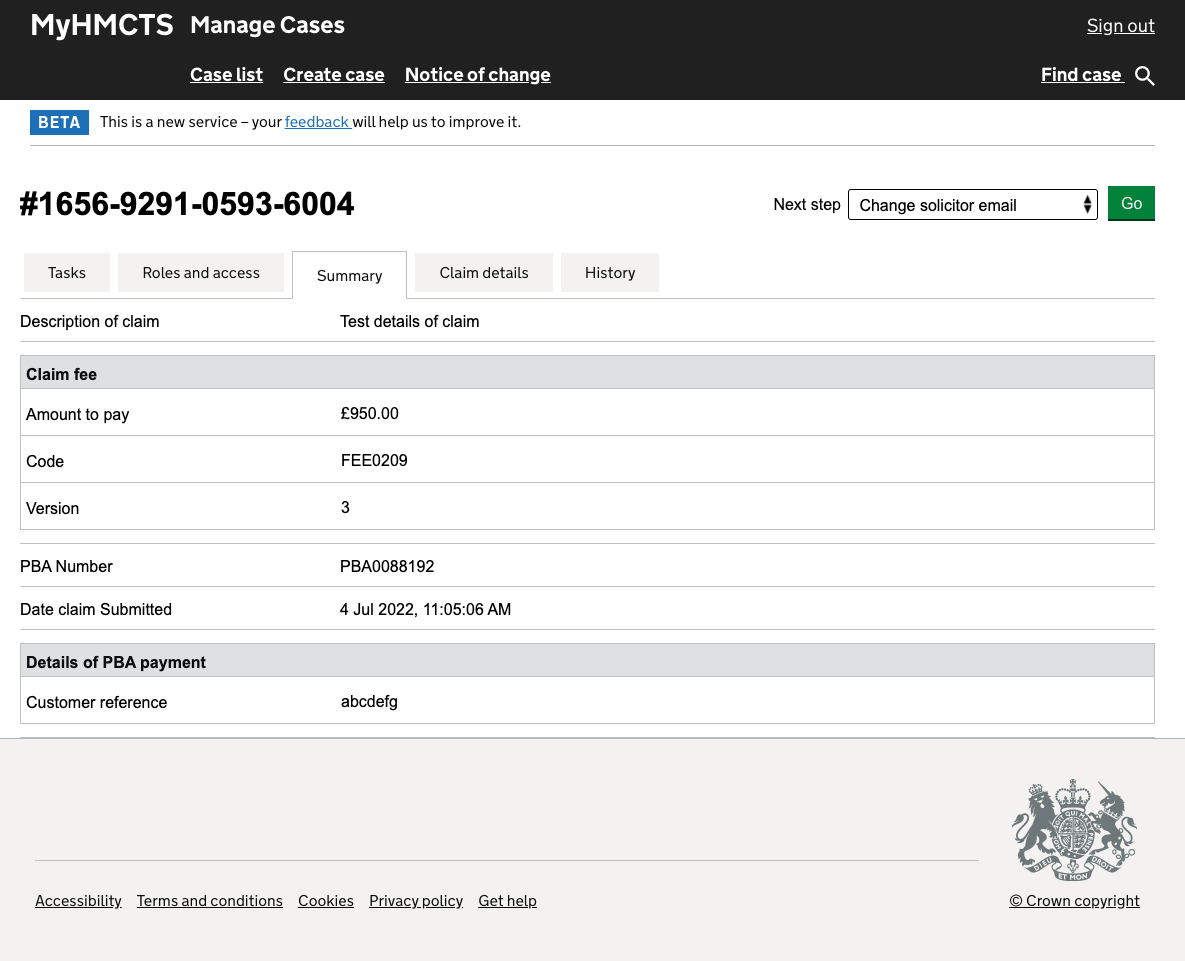 MyHMCTS Manage Cases Sign out
Case list Create case Notice of change Find case
BETA This is a new service – your feedback will help us to improve it.
#1656-9291-0593-6004 Next step Change solicitor email Go
Tasks Roles and access Summary Claim details History
Description of claim Test details of claim
Claim fee
Amount to pay £950.00
Code FEE0209
Version 3
PBA Number PBA0088192
Date claim Submitted 4 Jul 2022, 11:05:06 AM
Details of PBA payment
Customer reference abcdefg
DIEU ET MON DROIT
Accessibility Terms and conditions Cookies Privacy policy Get help © Crown copyright